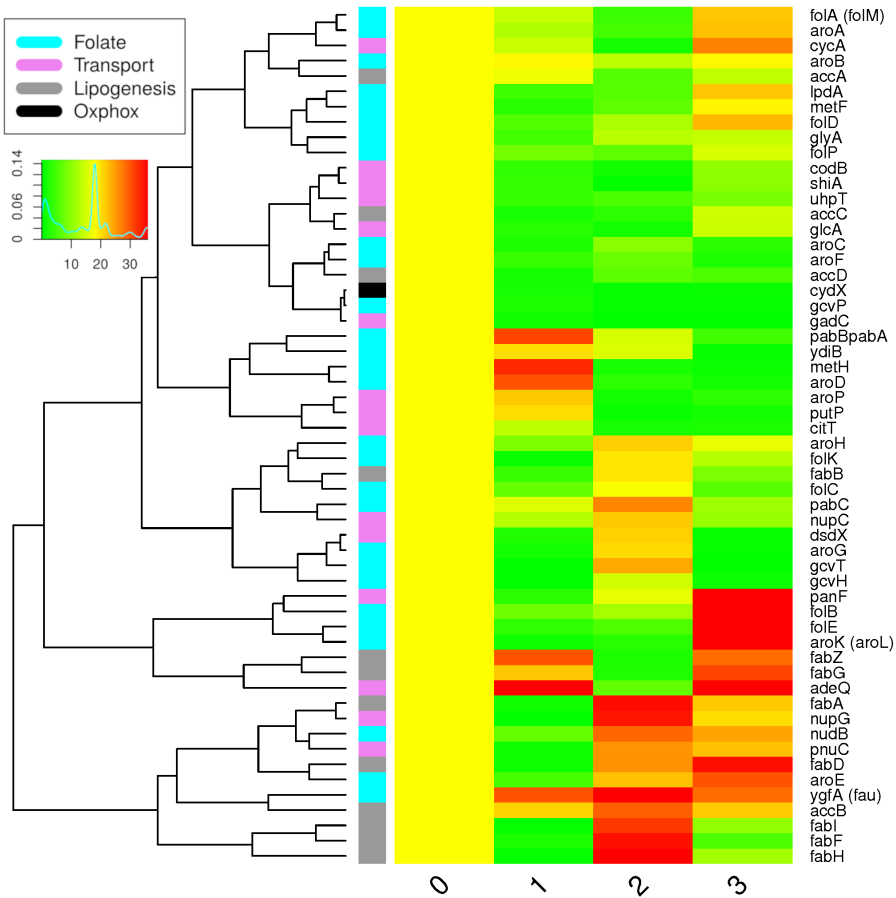 Folate
Transport
Lipogenesis
Oxphox
0.14
0.06
0
10 20 30
folA (folM)
aroA
cycA
aroB
accA
lpdA
metF
folD
glyA
folP
codB
shiA
uhpT
accC
glcA
aroC
aroF
accD
cydX
gcvP
gadC
pabBpabA
ydiB
metH
aroD
aroP
putP
citT
aroH
folK
fabB
folC
pabC
nupC
dsdX
aroG
gcvT
gcvH
panF
folB
folE
aroK (aroL)
fabZ
fabG
adeQ
fabA
nupG
nudB
pnuC
fabD
aroE
ygfA (fau)
accB
fabI
fabF
fabH
0 1 2 3